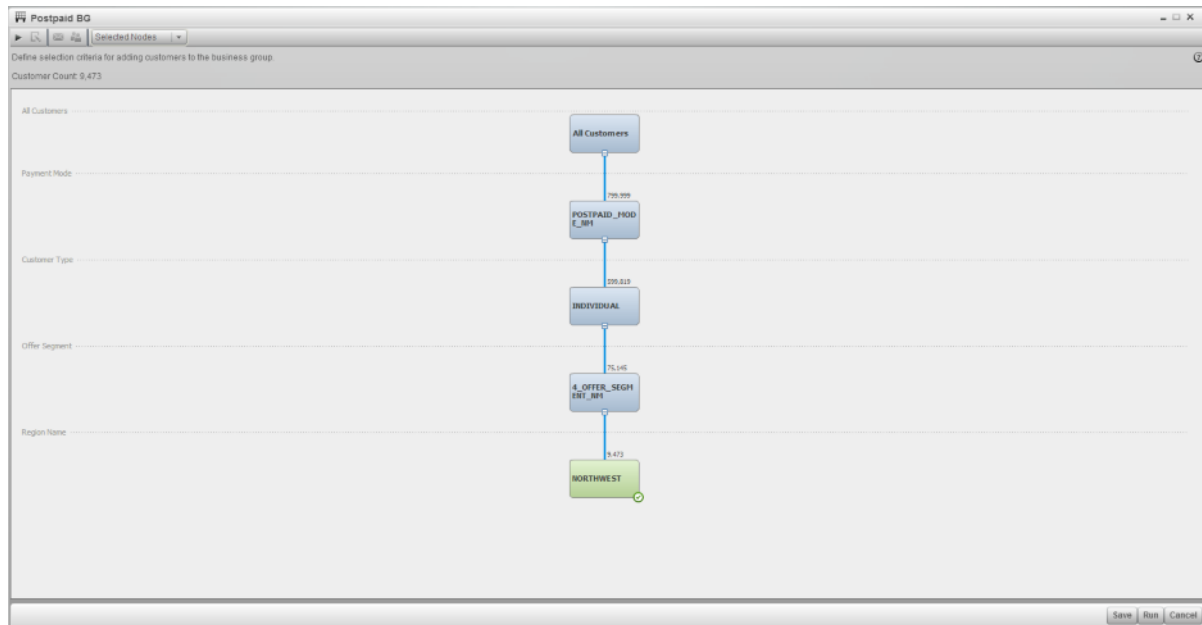 Postpaid BG
Selected Nodes
Define selection criteria for adding customers to the business group.
Customer Count: 9,473
All Customers
All Customers
Payment Mode
799,999
POSTPAID_MOD
E_NM
Customer Type
599,819
INDIVIDUAL
Offer Segment
75,145
4_OFFER_SEGM
ENT_NM
Region Name
9,473
NORTHWEST
Save Run Cancel